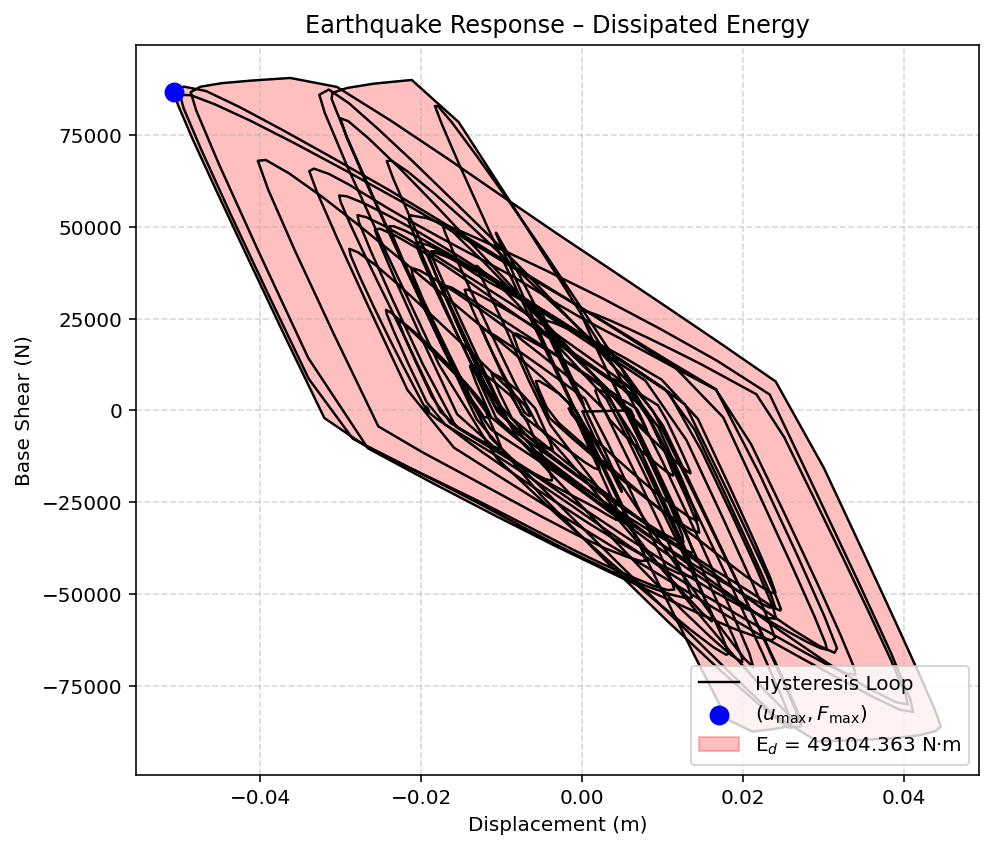 Earthquake Response – Dissipated Energy
Base Shear (N)
75000
50000
25000
0
−25000
−50000
−75000
Hysteresis Loop
(u_max, F_max)
E_d = 49104.363 N·m
−0.04 −0.02 0.00 0.02 0.04
Displacement (m)